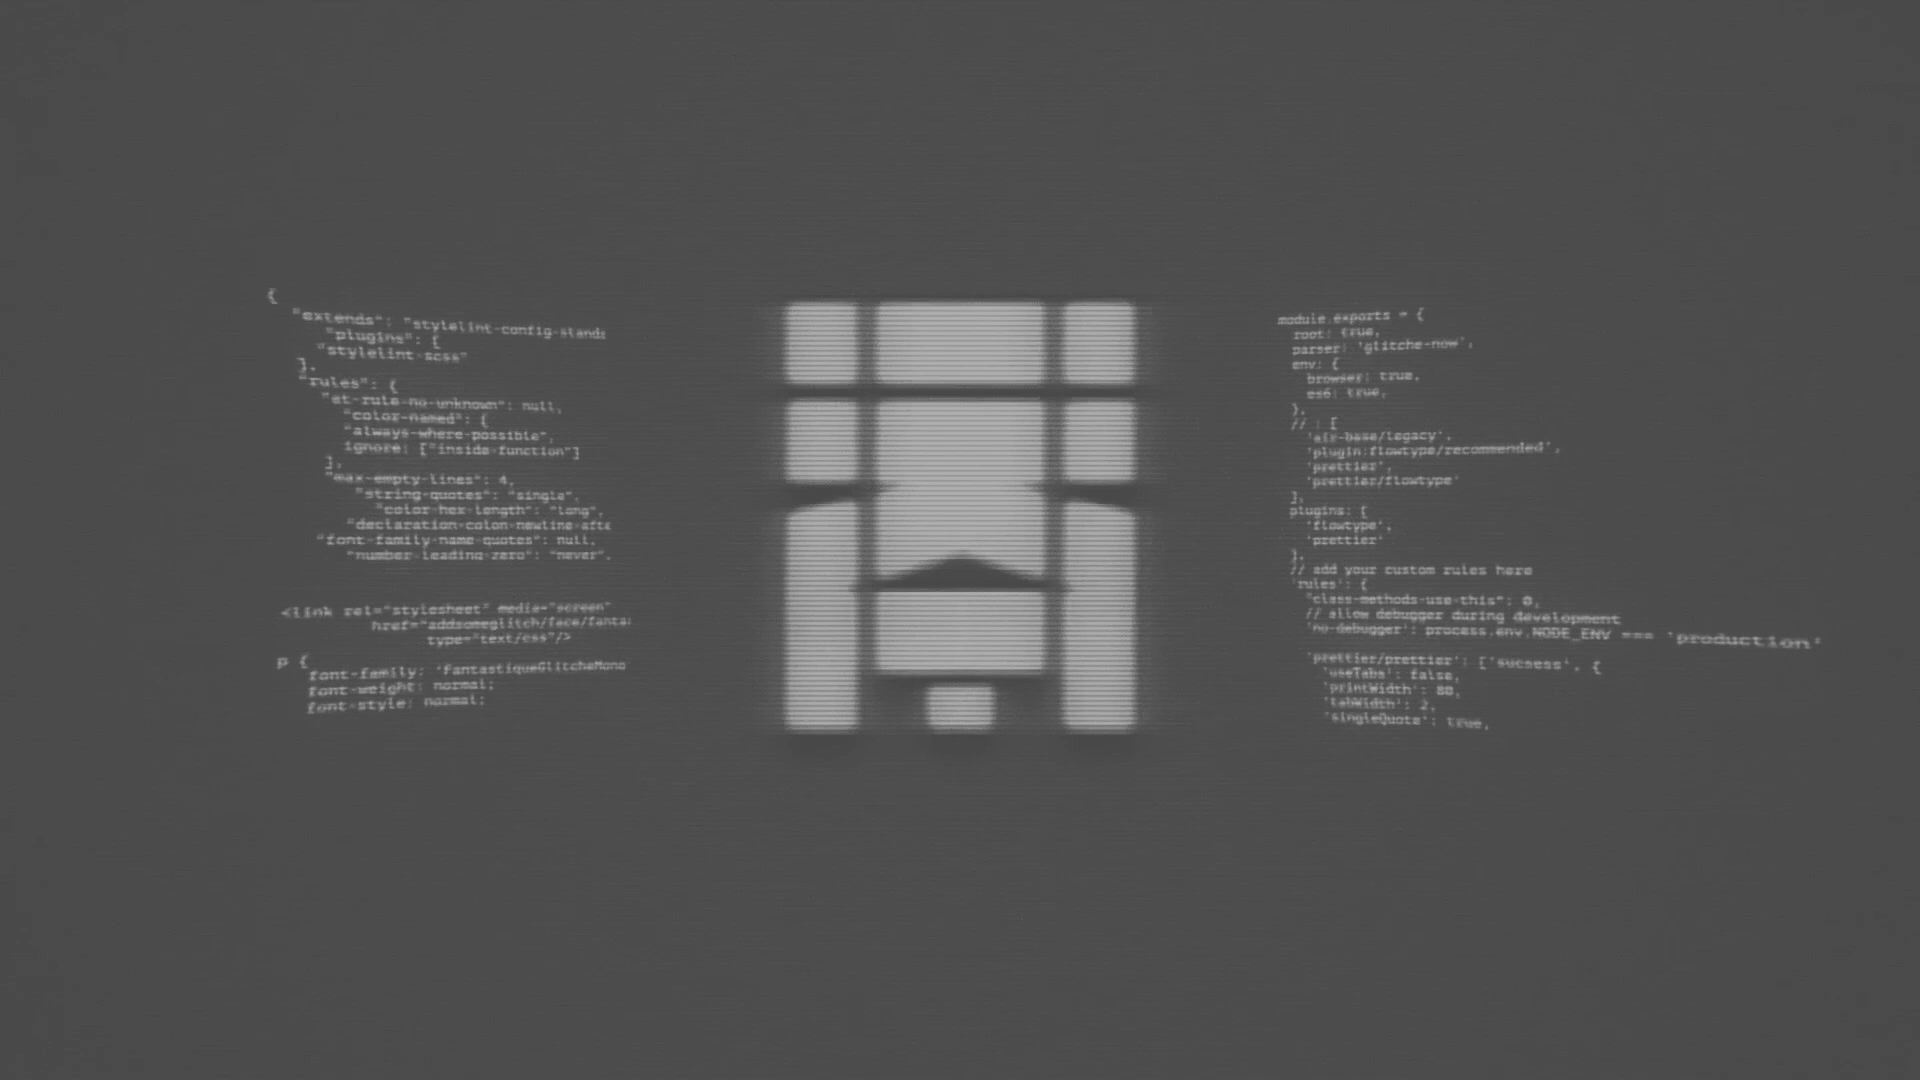 {
"extends": "stylelint-config-standa
"plugins": [
"stylelint-scss"
],
"rules": {
"at-rule-no-unknown": null,
"color-named": [
"always-where-possible",
ignore: ["inside-function"]
],
"max-empty-lines": 4,
"string-quotes": "single",
"color-hex-length": "long",
"declaration-colon-newline-afte
"font-family-name-quotes": null,
"number-leading-zero": "never",
<link rel="stylesheet" media="screen"
href="addsomeglitch/face/fanta
type="text/css"/>
p {
font-family: 'FantastiqueGlitcheMono
font-weight: normal;
font-style: normal;
module.exports = {
root: true,
parser: 'glitche-now',
env: {
browser: true,
es6: true,
},
// : [
'air-base/legacy',
'plugin:flowtype/recommended',
'prettier',
'prettier/flowtype'
],
plugins: [
'flowtype',
'prettier'
],
// add your custom rules here
'rules': {
"class-methods-use-this": 0,
// allow debugger during development
'no-debugger': process.env.NODE_ENV === 'production'
'prettier/prettier': ['sucsess', {
'useTabs': false,
'printWidth': 80,
'tabWidth': 2,
'singleQuote': true,